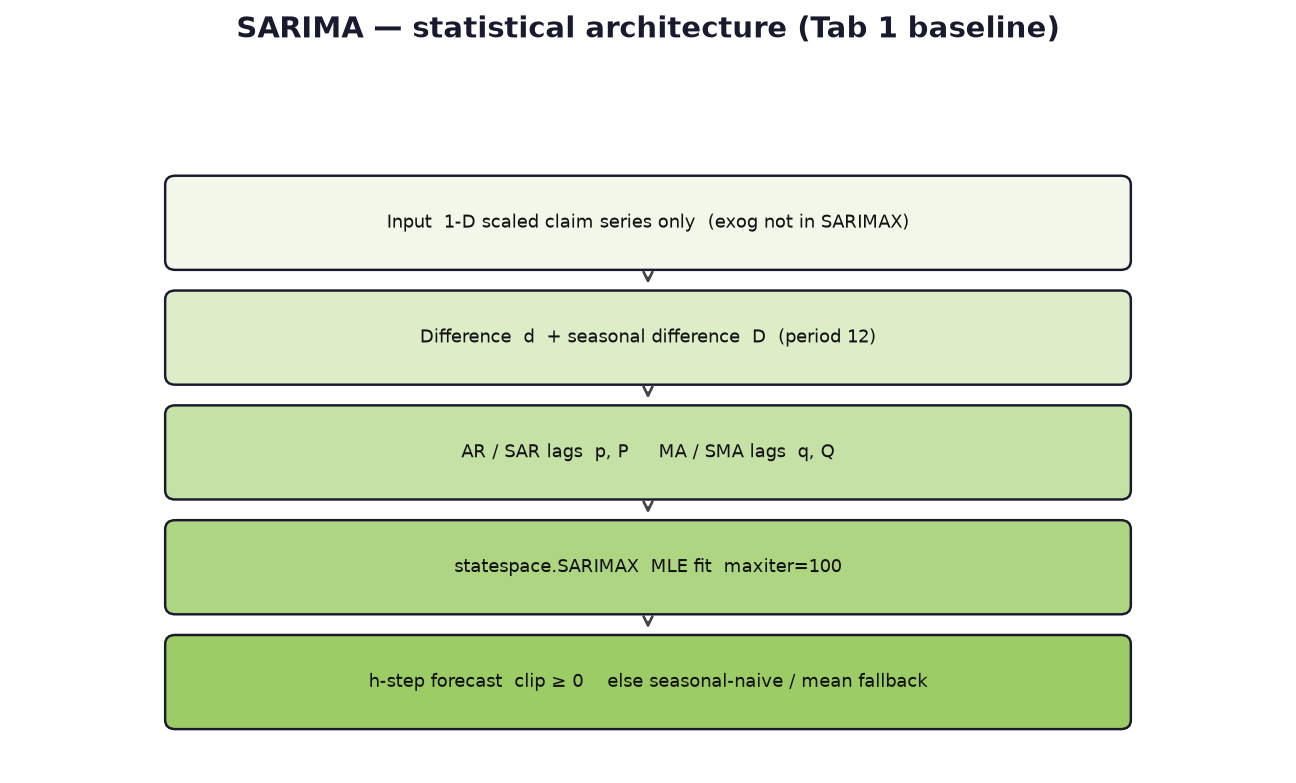 SARIMA — statistical architecture (Tab 1 baseline)
Input  1-D scaled claim series only  (exog not in SARIMAX)
Difference  d  + seasonal difference  D  (period 12)
AR / SAR lags  p, P     MA / SMA lags  q, Q
statespace.SARIMAX  MLE fit  maxiter=100
h-step forecast  clip ≥ 0    else seasonal-naive / mean fallback